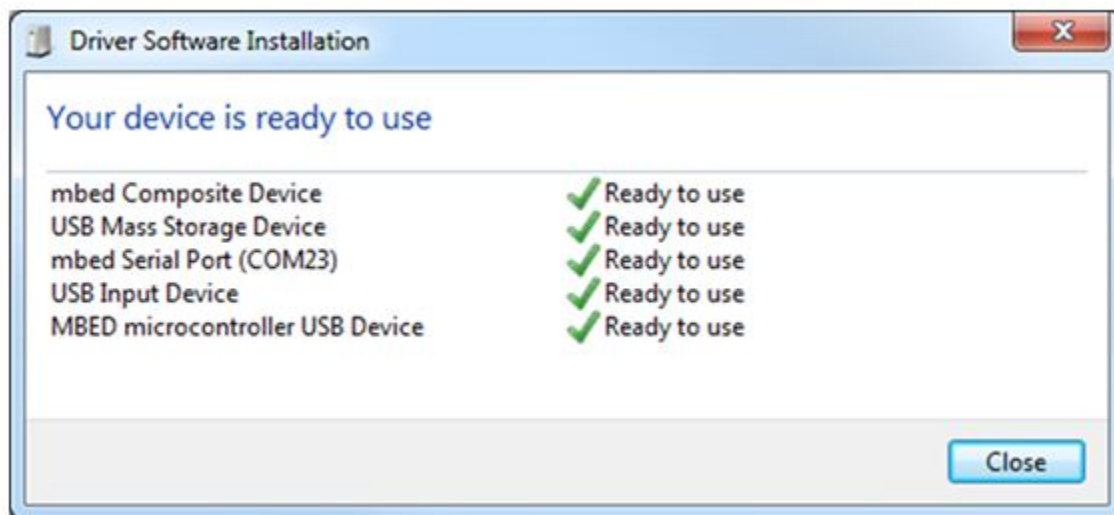 Driver Software Installation
Your device is ready to use
mbed Composite Device Ready to use
USB Mass Storage Device Ready to use
mbed Serial Port (COM23) Ready to use
USB Input Device Ready to use
MBED microcontroller USB Device Ready to use
Close